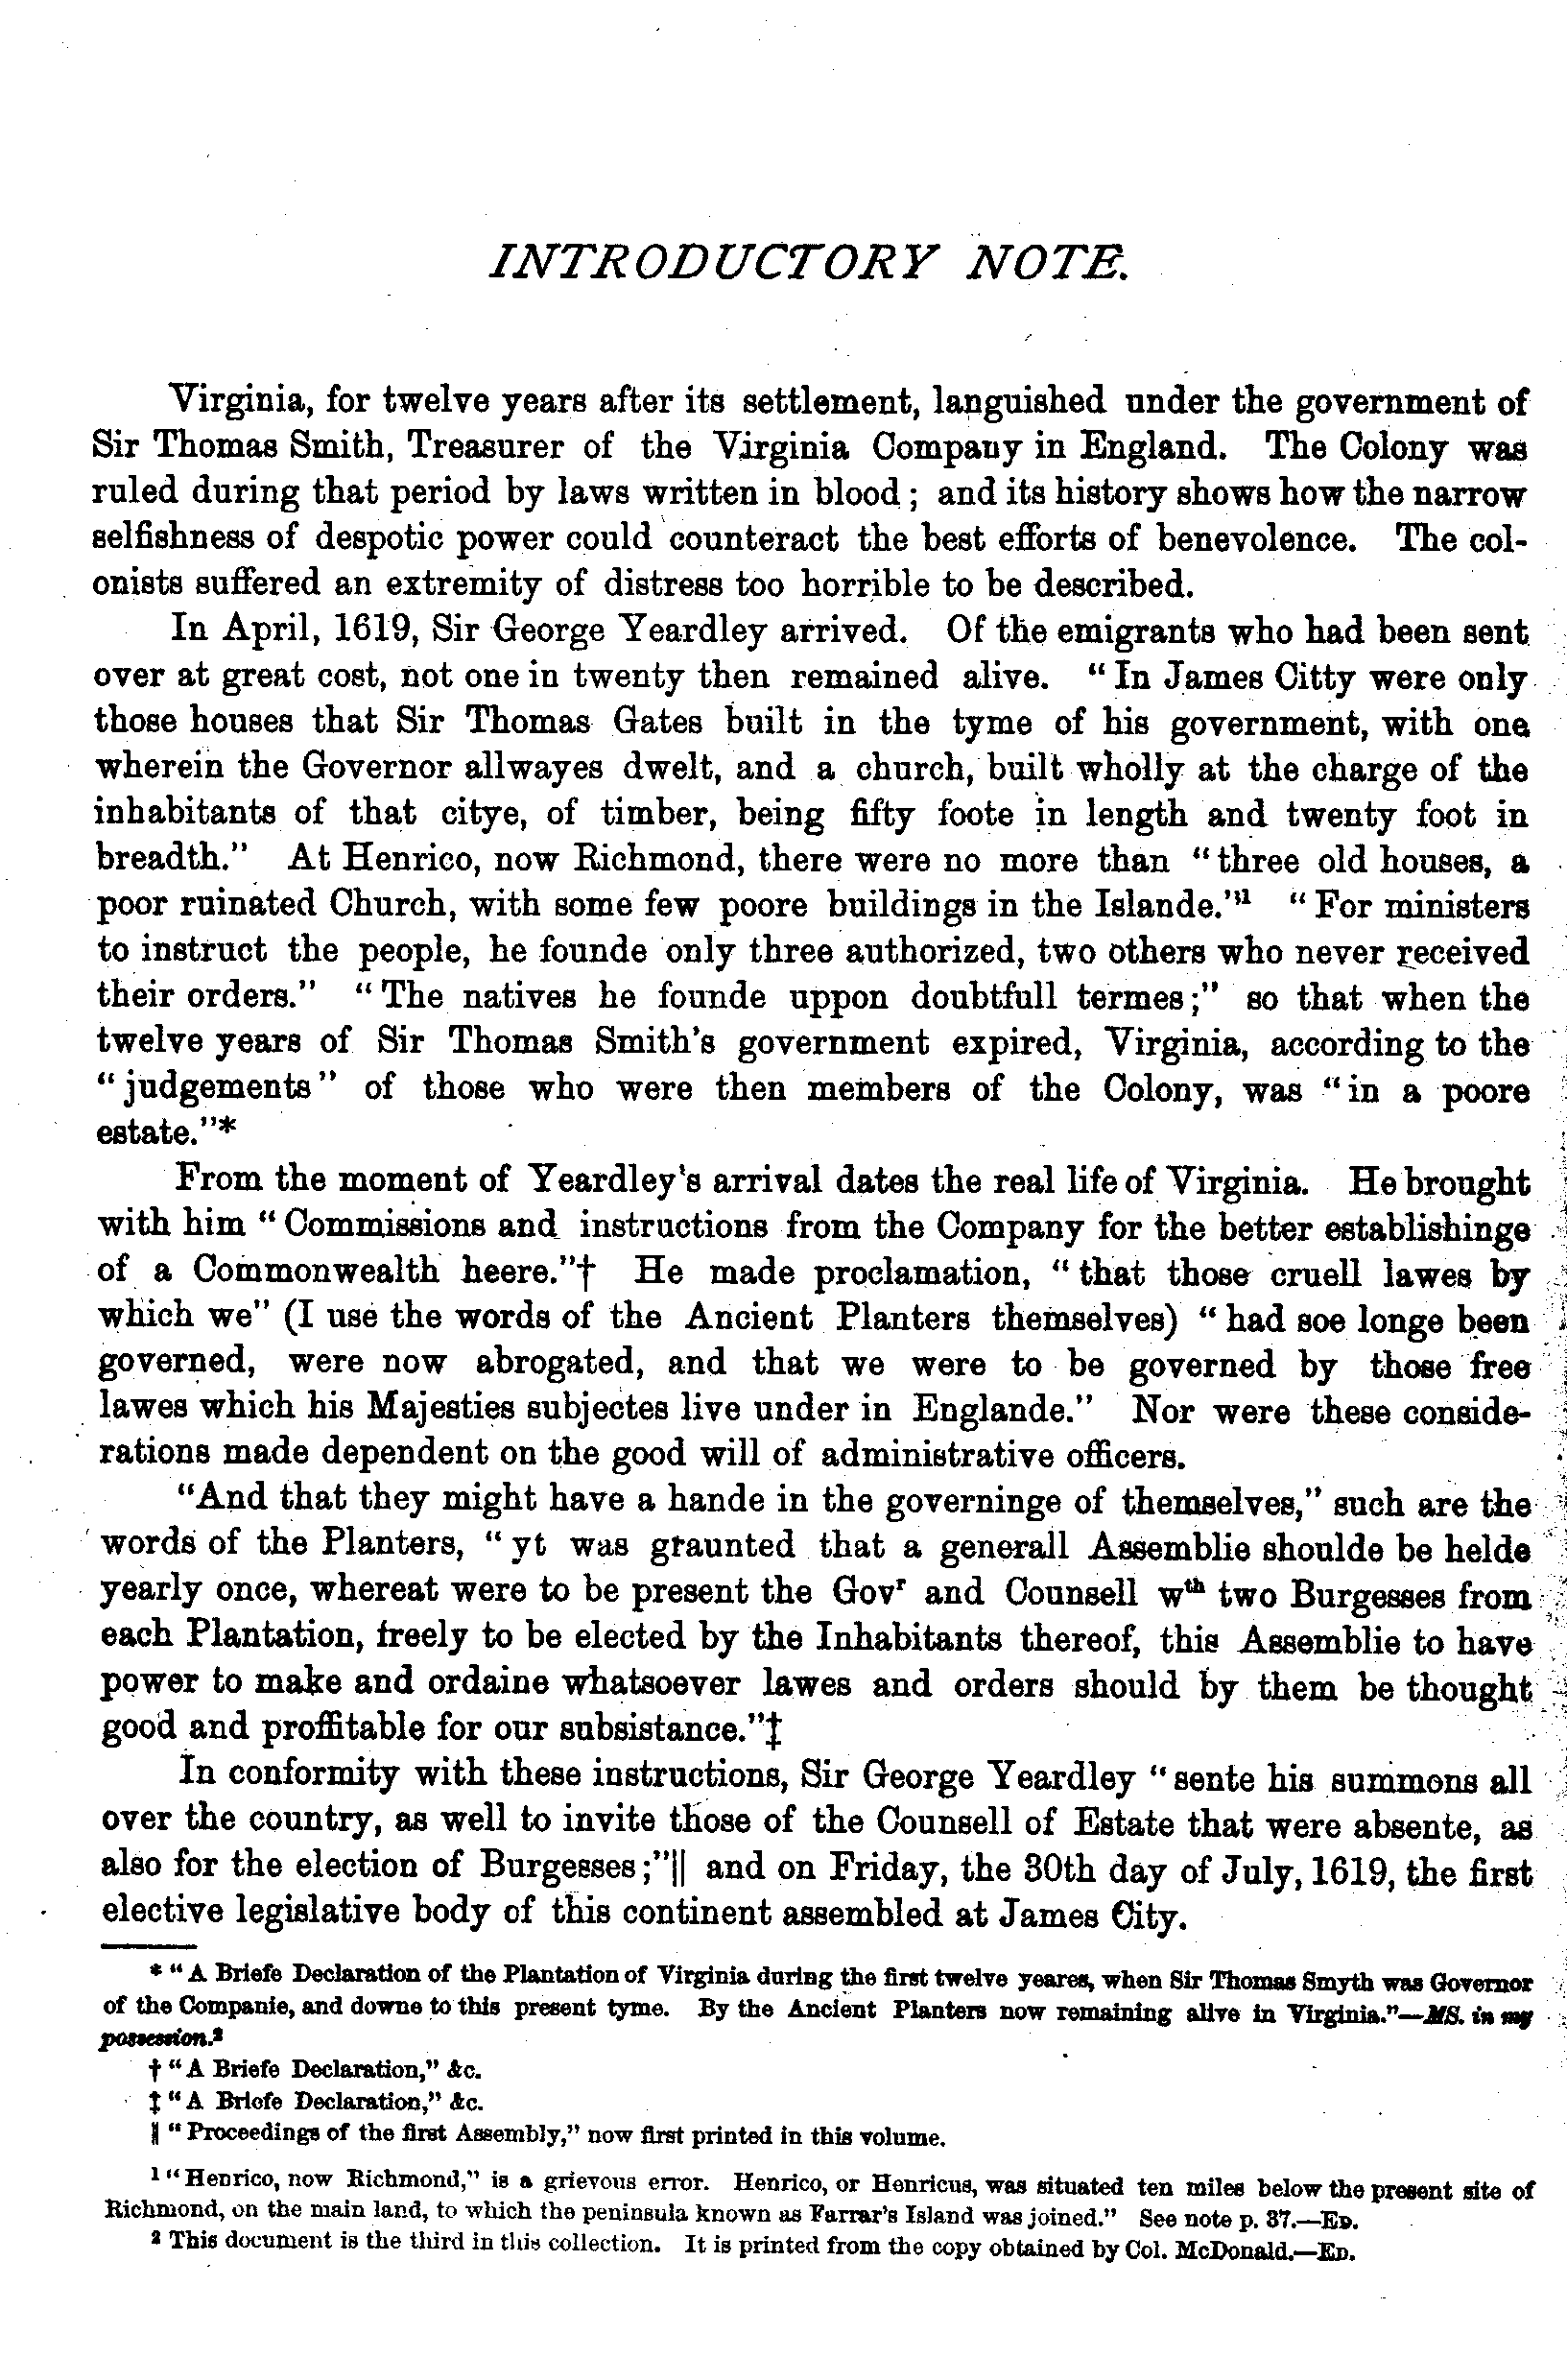 INTRODUCTORY NOTE.
Virginia, for twelve years after its settlement, languished under the government of
Sir Thomas Smith, Treasurer of the Virginia Company in England. The Colony was
ruled during that period by laws written in blood; and its history shows how the narrow
selfishness of despotic power could counteract the best efforts of benevolence. The col-
onists suffered an extremity of distress too horrible to be described.
In April, 1619, Sir George Yeardley arrived. Of the emigrants who had been sent
over at great cost, not one in twenty then remained alive. "In James Citty were only
those houses that Sir Thomas Gates built in the tyme of his government, with one
wherein the Governor allwayes dwelt, and a church, built wholly at the charge of the
inhabitants of that citye, of timber, being fifty foote in length and twenty foot in
breadth." At Henrico, now Richmond, there were no more than "three old houses, a
poor ruinated Church, with some few poore buildings in the Islande."¹ "For ministers
to instruct the people, he founde only three authorized, two others who never received
their orders." "The natives he founde uppon doubtfull termes;" so that when the
twelve years of Sir Thomas Smith's government expired, Virginia, according to the
"judgements" of those who were then members of the Colony, was "in a poore
estate."*
From the moment of Yeardley's arrival dates the real life of Virginia. He brought
with him "Commissions and instructions from the Company for the better establishinge
of a Commonwealth heere."† He made proclamation, "that those cruell lawes by
which we" (I use the words of the Ancient Planters themselves) "had soe longe been
governed, were now abrogated, and that we were to be governed by those free
lawes which his Majesties subjectes live under in Englande." Nor were these conside-
rations made dependent on the good will of administrative officers.
"And that they might have a hande in the governinge of themselves," such are the
words of the Planters, "yt was graunted that a generall Assemblie shoulde be helde
yearly once, whereat were to be present the Govʳ and Counsell wᵗʰ two Burgesses from
each Plantation, freely to be elected by the Inhabitants thereof, this Assemblie to have
power to make and ordaine whatsoever lawes and orders should by them be thought
good and proffitable for our subsistance."‡
In conformity with these instructions, Sir George Yeardley "sente his summons all
over the country, as well to invite those of the Counsell of Estate that were absente, as
also for the election of Burgesses;"|| and on Friday, the 30th day of July, 1619, the first
elective legislative body of this continent assembled at James City.
* "A Briefe Declaration of the Plantation of Virginia during the first twelve yeares, when Sir Thomas Smyth was Governor
of the Companie, and downe to this present tyme. By the Ancient Planters now remaining alive in Virginia."—MS. in my
possession.²
† "A Briefe Declaration," &c.
‡ "A Briefe Declaration," &c.
|| "Proceedings of the first Assembly," now first printed in this volume.
¹ "Henrico, now Richmond," is a grievous error. Henrico, or Henricus, was situated ten miles below the present site of
Richmond, on the main land, to which the peninsula known as Farrar's Island was joined." See note p. 37.—ED.
² This document is the third in this collection. It is printed from the copy obtained by Col. McDonald.—ED.